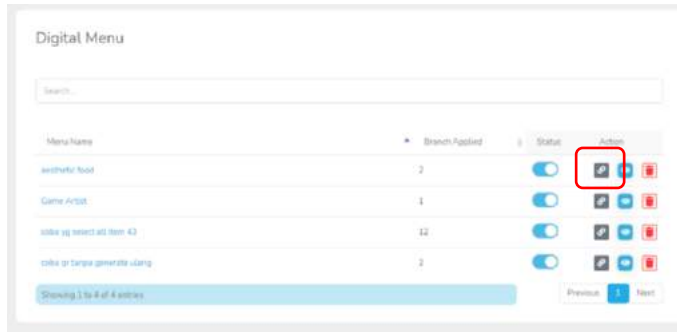 Digital Menu
Search...
Menu Name Branch Applied Status Action
aesthetic food 2
Game Artist 1
coba yg select all item 43 12
coba qr tanpa generate ulang 2
Showing 1 to 4 of 4 entries Previous 1 Next